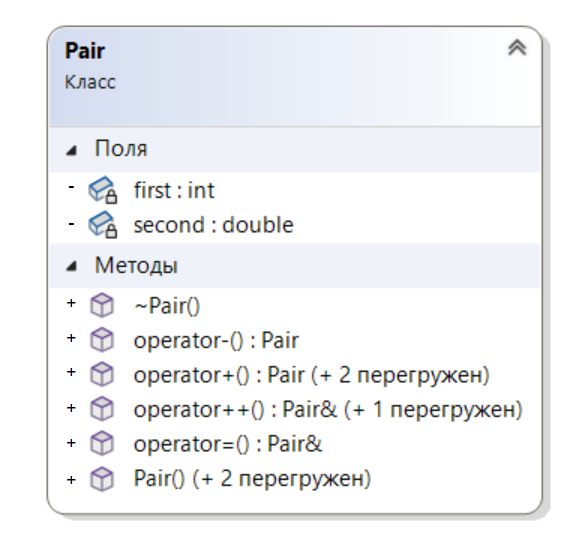 Pair
Класс
Поля
- first : int
- second : double
Методы
+ ~Pair()
+ operator-() : Pair
+ operator+() : Pair (+ 2 перегружен)
+ operator++() : Pair& (+ 1 перегружен)
+ operator=() : Pair&
+ Pair() (+ 2 перегружен)